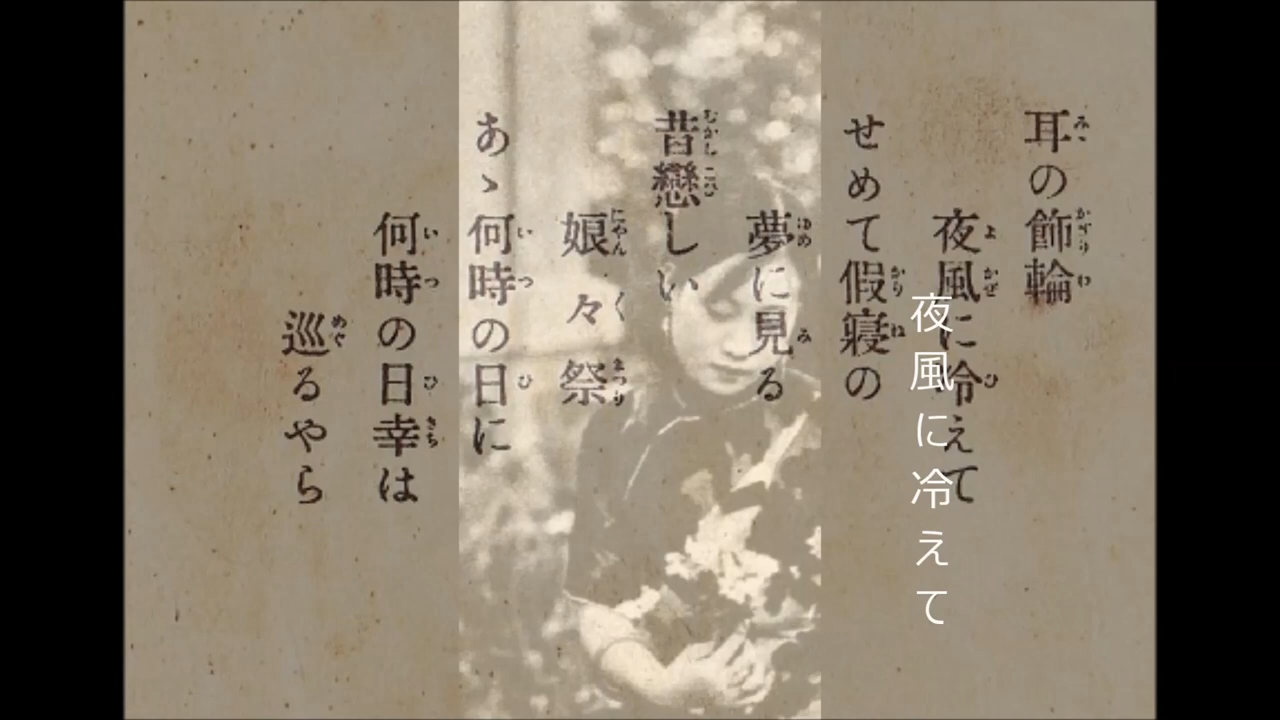 耳の飾輪
夜風に冷えて
せめて假寝の
夢に見る
昔戀しい
娘々祭
あゝ何時の日に
何時の日幸は
巡るやら
夜風に冷えて